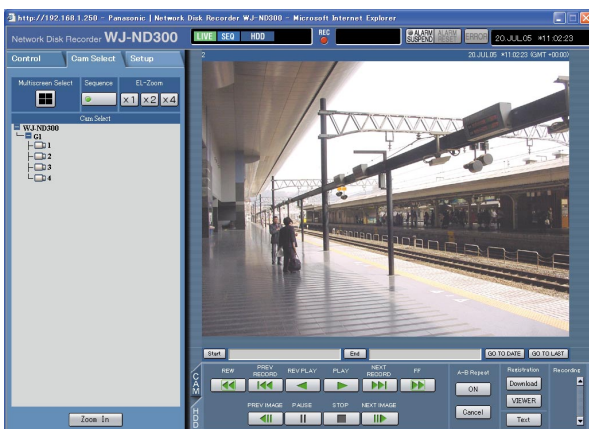 http://192.168.1.250 - Panasonic | Network Disk Recorder WJ-ND300 - Microsoft Internet Explorer
Network Disk Recorder WJ-ND300
LIVE SEQ HDD
REC
ALARM SUSPEND
ALARM RESET
ERROR
20.JUL.05 *11:02:23
Control
Cam Select
Setup
2
20.JUL.05 *11:02:23 (GMT +00:00)
Multiscreen Select
Sequence
EL-Zoom
x1 x2 x4
Cam Select
WJ-ND300
G1
1
2
3
4
Zoom In
Start
End
GO TO DATE
GO TO LAST
CAM
HDD
REW
PREV RECORD
REV.PLAY
PLAY
NEXT RECORD
FF
PREV IMAGE
PAUSE
STOP
NEXT IMAGE
A-B Repeat
ON
Cancel
Registration
Download
VIEWER
Text
Recording